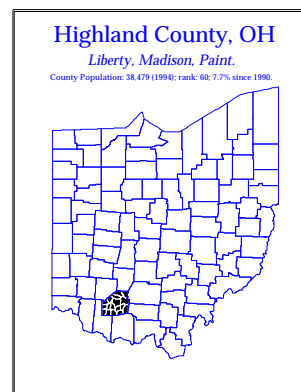 Highland County, OH
Liberty, Madison, Paint.
County Population: 38,479 (1994); rank: 60; 7.7% since 1990.